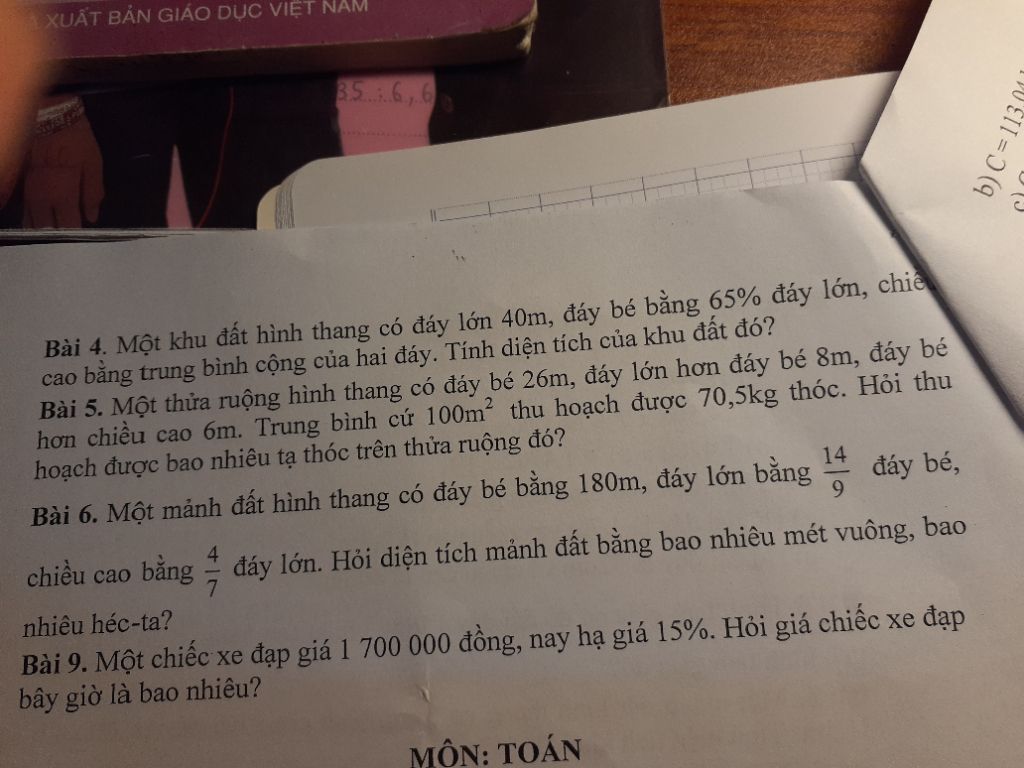 XUẤT BẢN GIÁO DỤC VIỆT NAM
35 : 6,6
b) C = 113,04
c)
Bài 4. Một khu đất hình thang có đáy lớn 40m, đáy bé bằng 65% đáy lớn, chiề
cao bằng trung bình cộng của hai đáy. Tính diện tích của khu đất đó?
Bài 5. Một thửa ruộng hình thang có đáy bé 26m, đáy lớn hơn đáy bé 8m, đáy bé
hơn chiều cao 6m. Trung bình cứ 100m² thu hoạch được 70,5kg thóc. Hỏi thu
hoạch được bao nhiêu tạ thóc trên thửa ruộng đó?
Bài 6. Một mảnh đất hình thang có đáy bé bằng 180m, đáy lớn bằng 14/9 đáy bé,
chiều cao bằng 4/7 đáy lớn. Hỏi diện tích mảnh đất bằng bao nhiêu mét vuông, bao
nhiêu héc-ta?
Bài 9. Một chiếc xe đạp giá 1 700 000 đồng, nay hạ giá 15%. Hỏi giá chiếc xe đạp
bây giờ là bao nhiêu?
MÔN: TOÁN